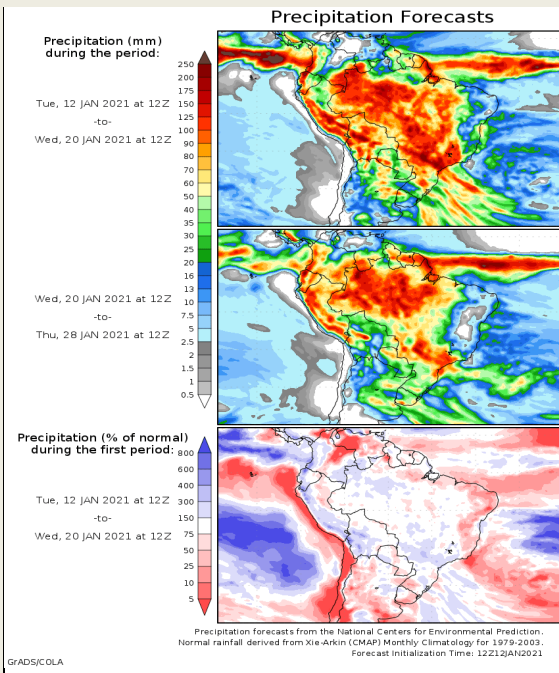 Precipitation Forecasts
Precipitation (mm)
during the period:
Tue, 12 JAN 2021 at 12Z
-to-
Wed, 20 JAN 2021 at 12Z
250
200
175
150
125
100
90
80
70
60
50
40
35
30
25
20
16
13
10
7.5
5
2.5
2
1.5
1
0.5
Wed, 20 JAN 2021 at 12Z
-to-
Thu, 28 JAN 2021 at 12Z
Precipitation (% of normal)
during the first period:
Tue, 12 JAN 2021 at 12Z
-to-
Wed, 20 JAN 2021 at 12Z
800
600
400
300
150
75
50
25
10
5
Precipitation forecasts from the National Centers for Environmental Prediction.
Normal rainfall derived from Xie-Arkin (CMAP) Monthly Climatology for 1979-2003.
Forecast Initialization Time: 12Z12JAN2021
GrADS/COLA